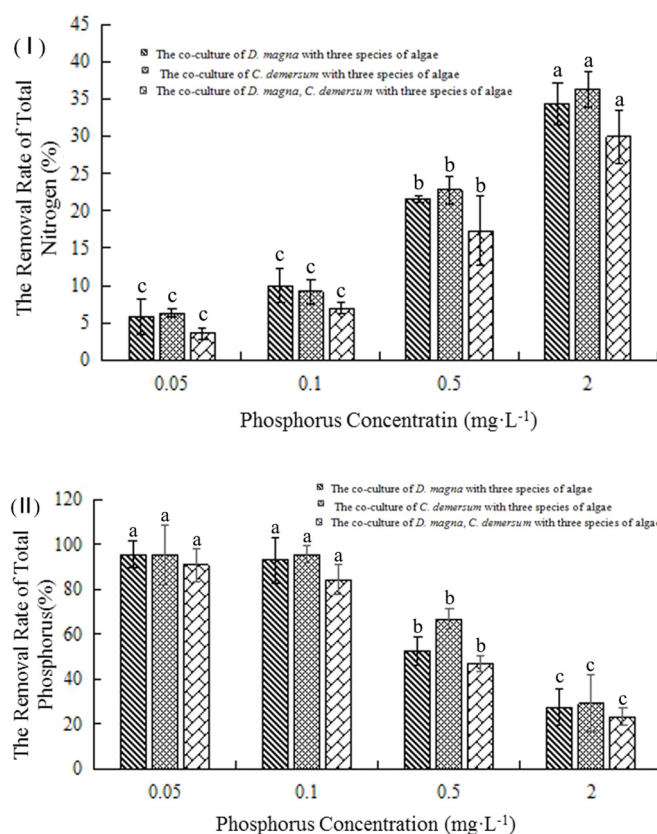 (I)
The Removal Rate of Total
Nitrogen (%)
45
40
35
30
25
20
15
10
5
0
The co-culture of D. magna with three species of algae
The co-culture of C. demersum with three species of algae
The co-culture of D. magna, C. demersum with three species of algae
c c c
c c c
b b b
a a a
0.05 0.1 0.5 2
Phosphorus Concentratin (mg·L-1)
(II)
The Removal Rate of Total
Phosphorus(%)
120
100
80
60
40
20
0
The co-culture of D. magna with three species of algae
The co-culture of C. demersum with three species of algae
The co-culture of D. magna, C. demersum with three species of algae
a a a
a a a
b b b
c c c
0.05 0.1 0.5 2
Phosphorus Concentration (mg·L-1)